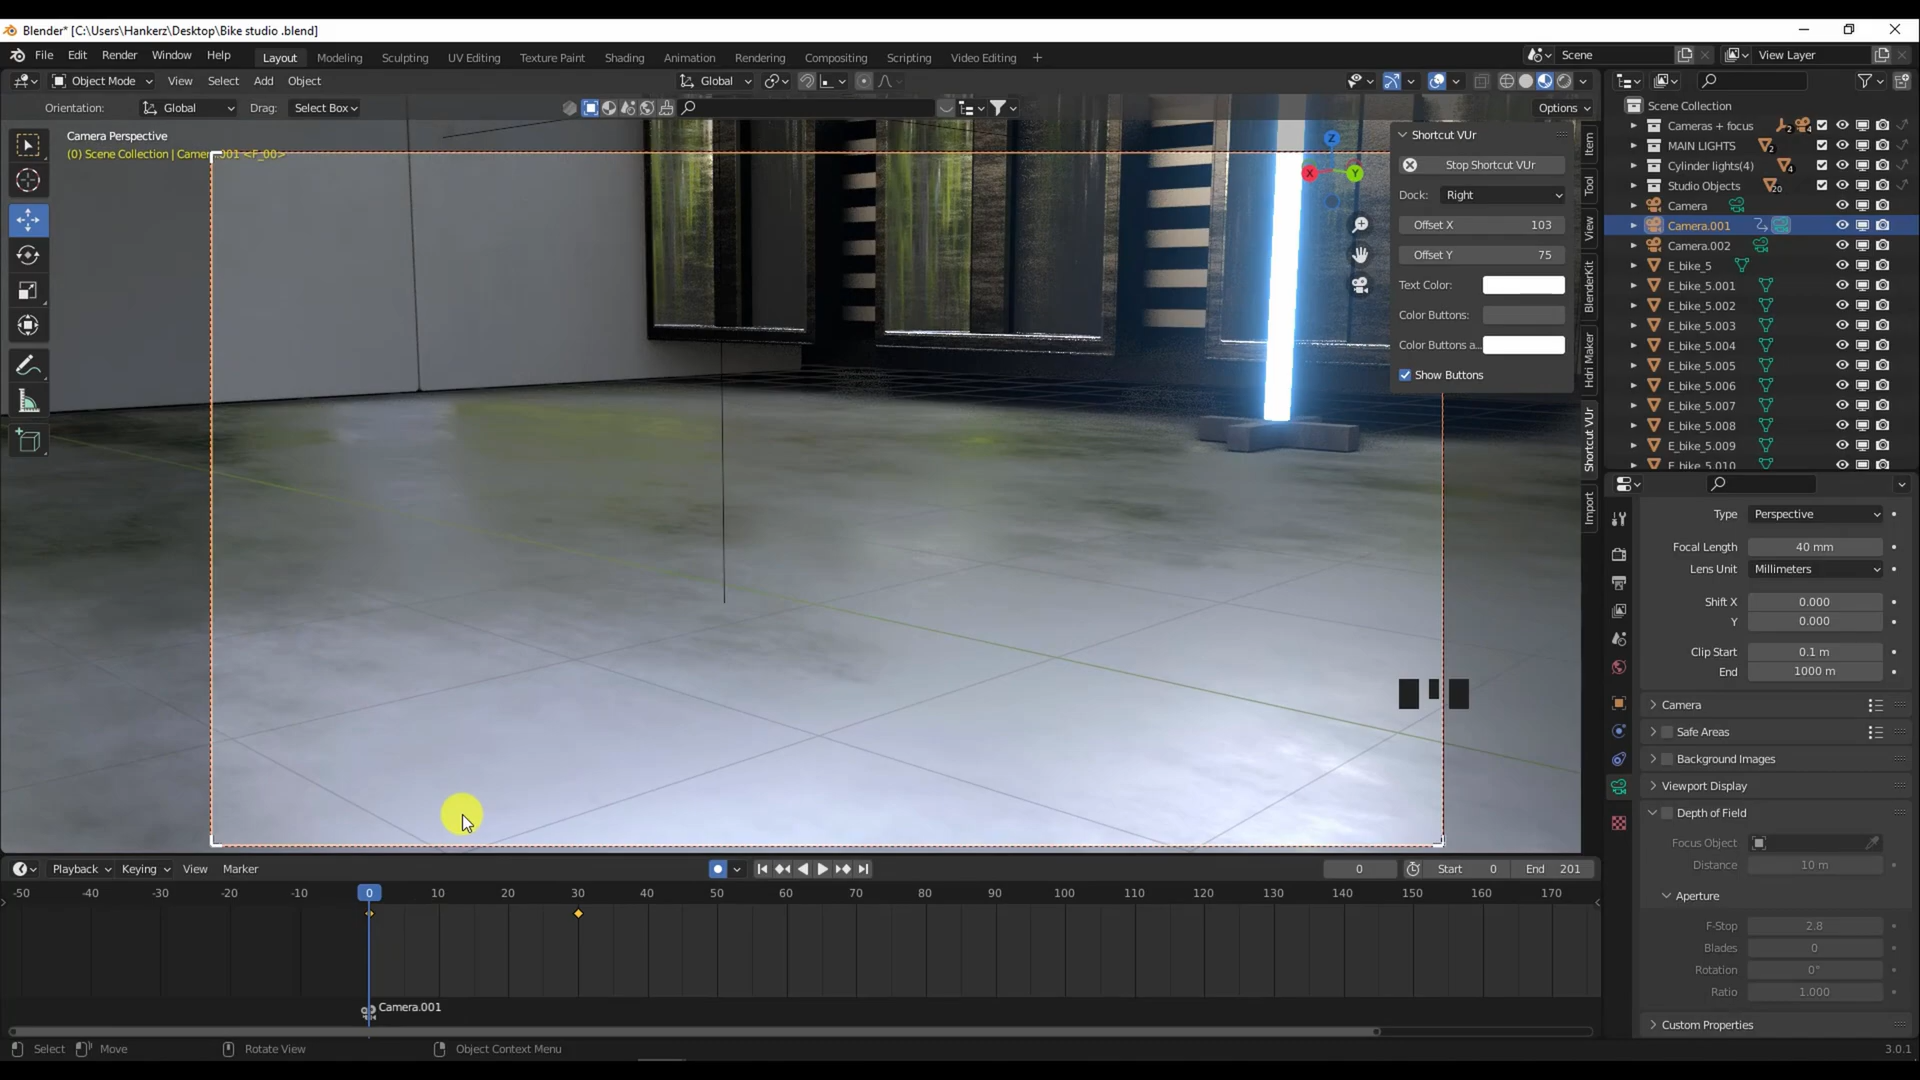 Blender* [C:\Users\Hankerz\Desktop\Bike studio .blend]
File Edit Render Window Help Layout Modeling Sculpting UV Editing Texture Paint Shading Animation Rendering Compositing Scripting Video Editing + Scene View Layer
Object Mode View Select Add Object Global
Orientation: Global Drag: Select Box Options
Camera Perspective
(0) Scene Collection | Camera.001 <F_00>
Z
X
Y
Shortcut VUr
Stop Shortcut VUr
Dock: Right
Offset X 103
Offset Y 75
Text Color:
Color Buttons:
Color Buttons a...
Show Buttons
Item
Tool
View
BlenderKit
Hdri Maker
Shortcut VUr
Import
Scene Collection
Cameras + focus 2 4
MAIN LIGHTS 2
Cylinder lights(4) 4
Studio Objects 20
Camera
Camera.001
Camera.002
E_bike_5
E_bike_5.001
E_bike_5.002
E_bike_5.003
E_bike_5.004
E_bike_5.005
E_bike_5.006
E_bike_5.007
E_bike_5.008
E_bike_5.009
E_bike_5.010
Type Perspective
Focal Length 40 mm
Lens Unit Millimeters
Shift X 0.000
Y 0.000
Clip Start 0.1 m
End 1000 m
Camera
Safe Areas
Background Images
Viewport Display
Depth of Field
Focus Object
Distance 10 m
Aperture
F-Stop 2.8
Blades 0
Rotation 0°
Ratio 1.000
Custom Properties
Playback Keying View Marker 0 Start 0 End 201
-50 -40 -30 -20 -10 0 10 20 30 40 50 60 70 80 90 100 110 120 130 140 150 160 170
Camera.001
Select Move Rotate View Object Context Menu 3.0.1